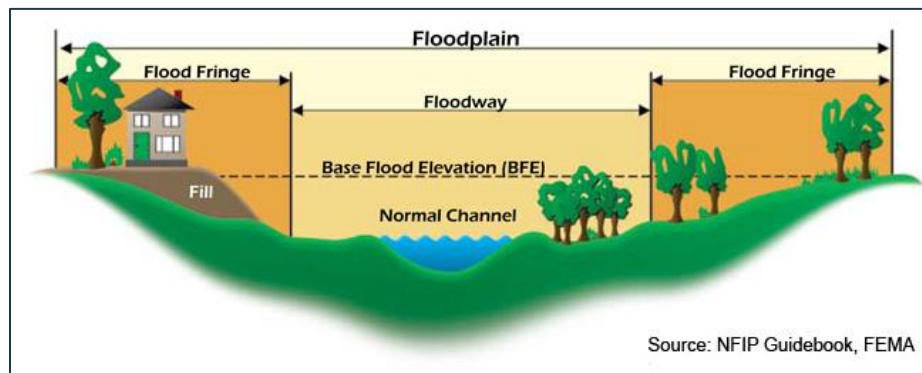 Floodplain
Flood Fringe
Flood Fringe
Floodway
Base Flood Elevation (BFE)
Fill
Normal Channel
Source: NFIP Guidebook, FEMA